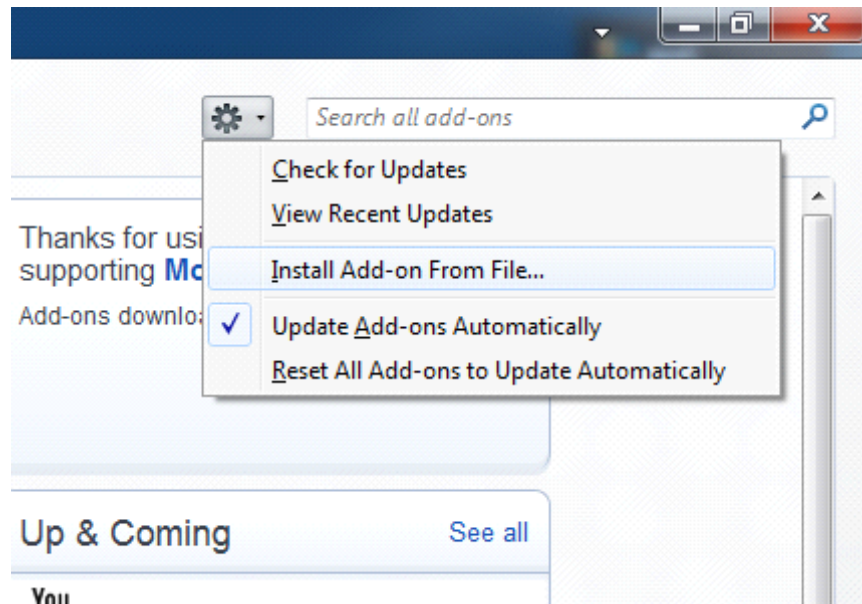 Search all add-ons
Check for Updates
View Recent Updates
Thanks for usi
supporting Mo
Install Add-on From File...
Add-ons downloa
Update Add-ons Automatically
Reset All Add-ons to Update Automatically
Up & Coming See all
You